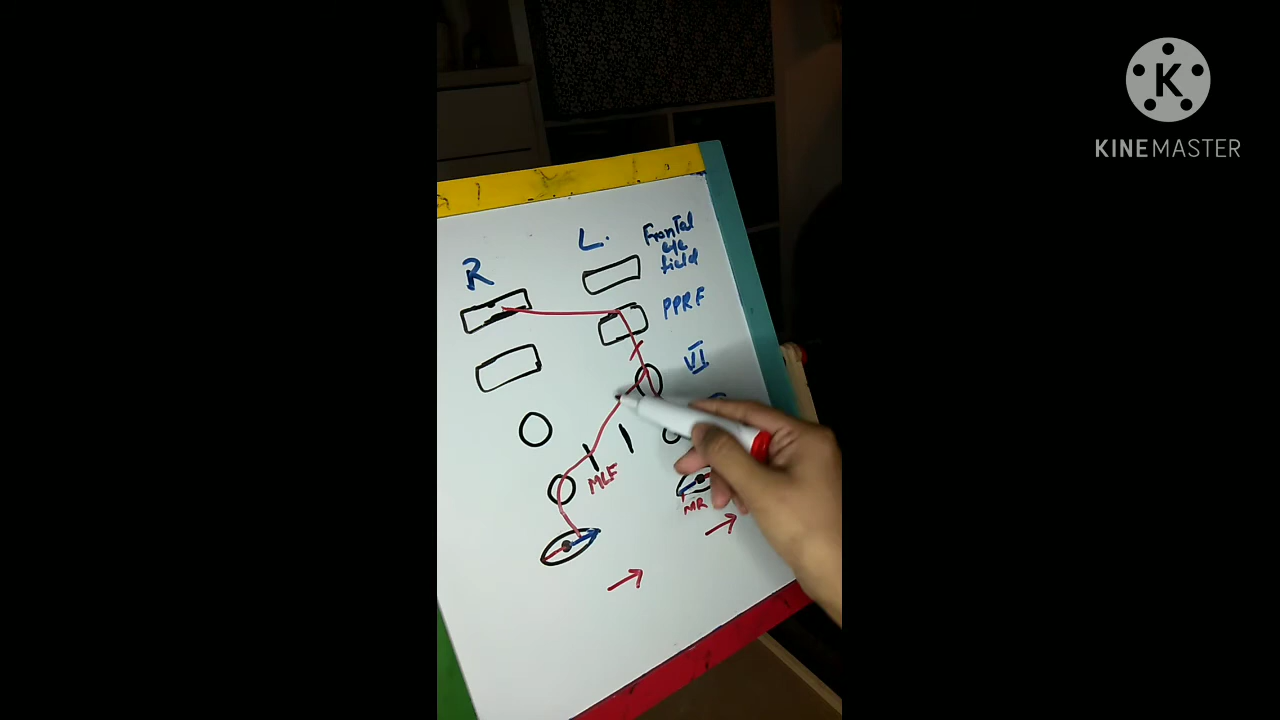 KINEMASTER
L.
R
Frontal
eye
field
PPRF
VI
MLF
MR